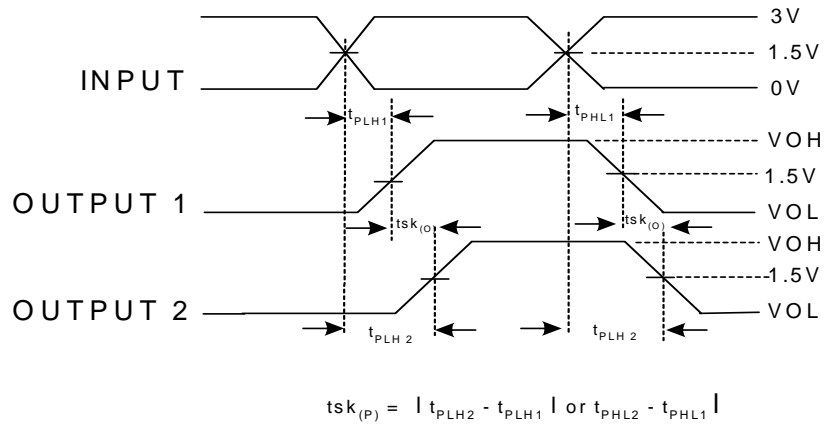 3V
1.5V
INPUT
0V
tPLH1
tPHL1
VOH
1.5V
OUTPUT 1
VOL
tsk(O)
tsk(O)
VOH
1.5V
OUTPUT 2
VOL
tPLH 2
tPLH 2
tsk(P) = | tPLH2 - tPLH1 | or tPHL2 - tPHL1 |